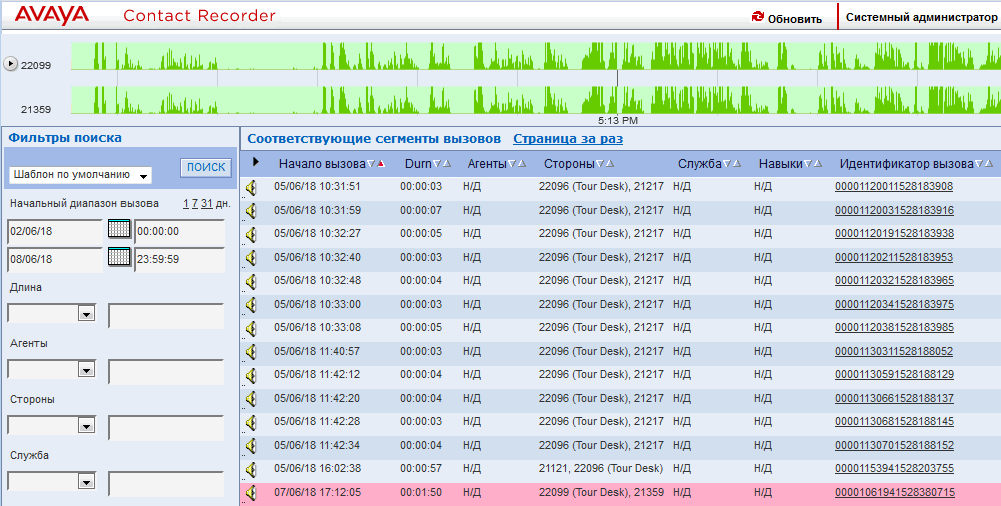 AVAYA Contact Recorder Обновить Системный администратор
22099
21359
5:13 PM
Фильтры поиска
Шаблон по умолчанию ПОИСК
Начальный диапазон вызова 1 7 31 дн.
02/06/18 00:00:00
08/06/18 23:59:59
Длина
Агенты
Стороны
Служба
Соответствующие сегменты вызовов Страница за раз
Начало вызова Durn Агенты Стороны Служба Навыки Идентификатор вызова
05/06/18 10:31:51 00:00:03 Н/Д 22096 (Tour Desk), 21217 Н/Д Н/Д 00001120011528183908
05/06/18 10:31:59 00:00:07 Н/Д 22096 (Tour Desk), 21217 Н/Д Н/Д 00001120031528183916
05/06/18 10:32:27 00:00:05 Н/Д 22096 (Tour Desk), 21217 Н/Д Н/Д 00001120191528183938
05/06/18 10:32:40 00:00:03 Н/Д 22096 (Tour Desk), 21217 Н/Д Н/Д 00001120211528183953
05/06/18 10:32:48 00:00:04 Н/Д 22096 (Tour Desk), 21217 Н/Д Н/Д 00001120321528183965
05/06/18 10:33:00 00:00:03 Н/Д 22096 (Tour Desk), 21217 Н/Д Н/Д 00001120341528183975
05/06/18 10:33:08 00:00:05 Н/Д 22096 (Tour Desk), 21217 Н/Д Н/Д 00001120381528183985
05/06/18 11:40:57 00:00:03 Н/Д 22096 (Tour Desk), 21217 Н/Д Н/Д 00001130311528188052
05/06/18 11:42:12 00:00:04 Н/Д 22096 (Tour Desk), 21217 Н/Д Н/Д 00001130591528188129
05/06/18 11:42:20 00:00:04 Н/Д 22096 (Tour Desk), 21217 Н/Д Н/Д 00001130661528188137
05/06/18 11:42:28 00:00:03 Н/Д 22096 (Tour Desk), 21217 Н/Д Н/Д 00001130681528188145
05/06/18 11:42:34 00:00:04 Н/Д 22096 (Tour Desk), 21217 Н/Д Н/Д 00001130701528188152
05/06/18 16:02:38 00:00:57 Н/Д 21121, 22096 (Tour Desk) Н/Д Н/Д 00001153941528203755
07/06/18 17:12:05 00:01:50 Н/Д 22099 (Tour Desk), 21359 Н/Д Н/Д 00001061941528380715